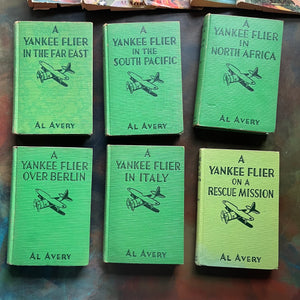 A
YANKEE FLIER
IN THE FAR EAST
AL AVERY
A
YANKEE FLIER
IN THE
SOUTH PACIFIC
AL AVERY
A
YANKEE FLIER
IN
NORTH AFRICA
AL AVERY
A
YANKEE FLIER
OVER BERLIN
AL AVERY
A
YANKEE FLIER
IN ITALY
AL AVERY
A
YANKEE FLIER
ON A
RESCUE MISSION
AL AVERY